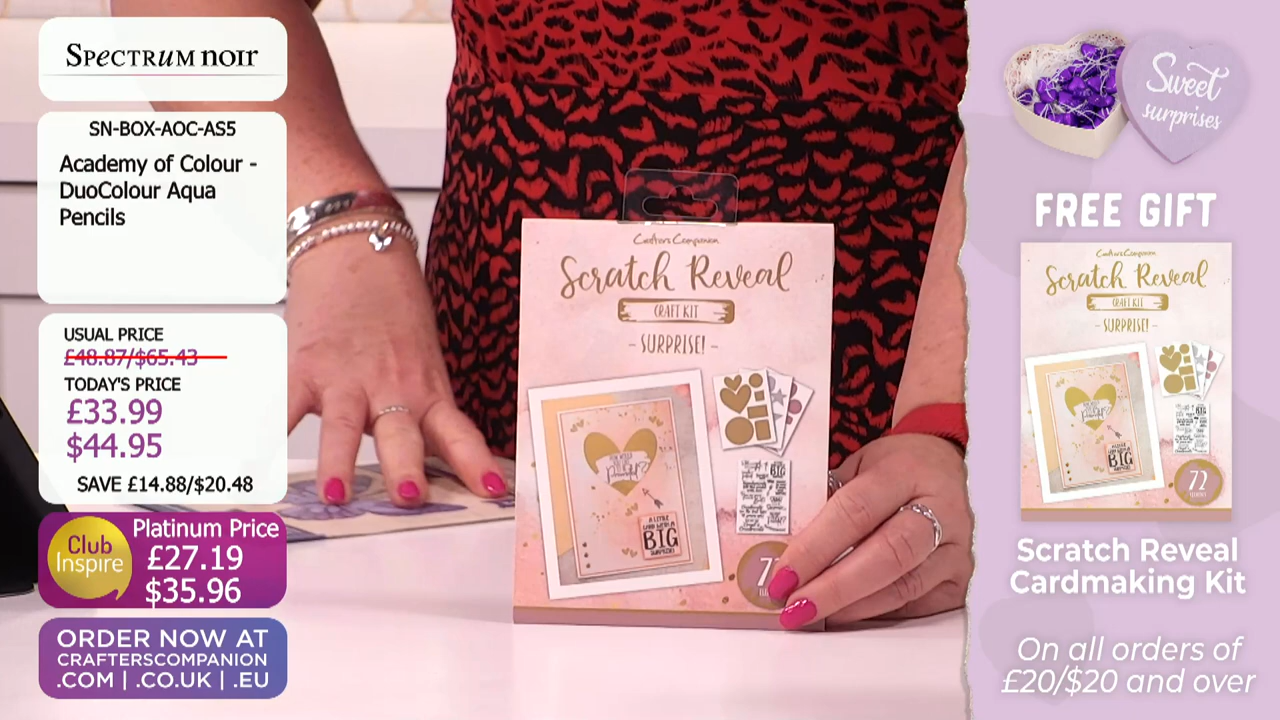 SPECTRUM NOIR
SN-BOX-AOC-AS5
Academy of Colour -
DuoColour Aqua
Pencils
USUAL PRICE
£48.87/$65.43
TODAY'S PRICE
£33.99
$44.95
SAVE £14.88/$20.48
Club
Inspire
Platinum Price
£27.19
$35.96
ORDER NOW AT
CRAFTERSCOMPANION
.COM | .CO.UK | .EU
Crafter's Companion
Scratch Reveal
CRAFT KIT
- SURPRISE! -
A LITTLE
BIG
SURPRISE!
Sweet
surprises
FREE GIFT
Crafter's Companion
Scratch Reveal
CRAFT KIT
- SURPRISE! -
BIG
72
Scratch Reveal
Cardmaking Kit
On all orders of
£20/$20 and over